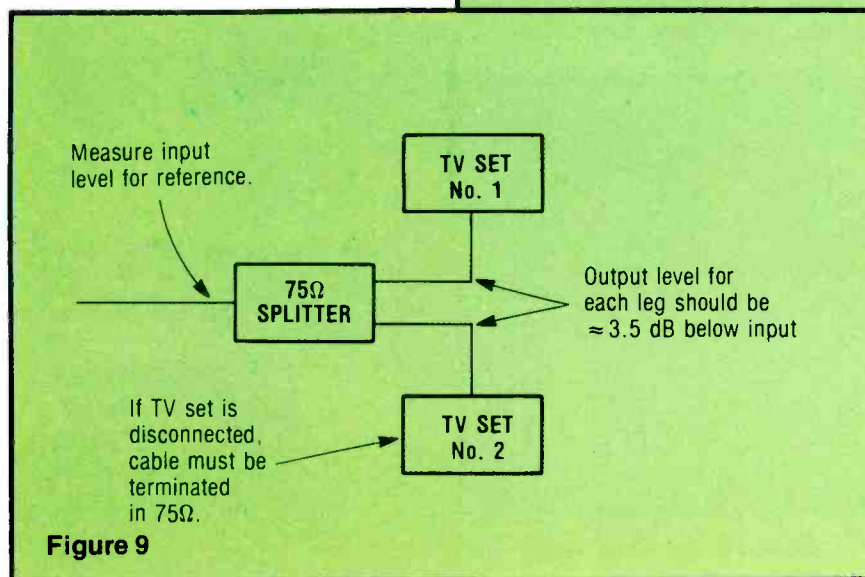 Measure input
level for reference.
TV SET
No. 1
75Ω
SPLITTER
Output level for
each leg should be
≈ 3.5 dB below input
If TV set is
disconnected,
cable must be
terminated
in 75Ω.
TV SET
No. 2
Figure 9